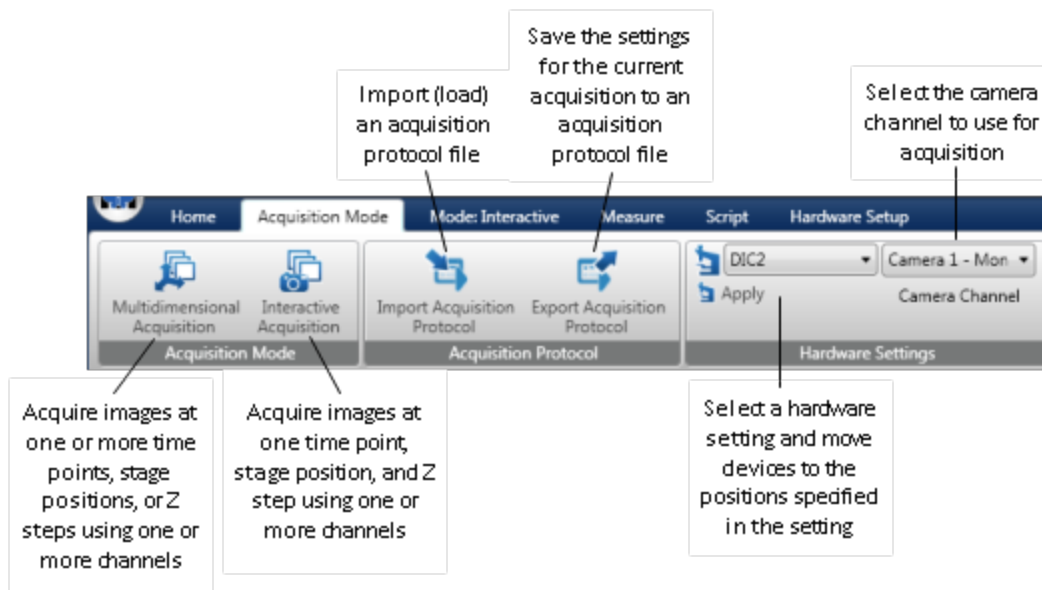 Save the settings
for the current
acquisition to an
acquisition
protocol file
Import (load)
an acquisition
protocol file
Select the camera
channel to use for
acquisition
Home Acquisition Mode Mode: Interactive Measure Script Hardware Setup
DIC2 Camera 1 - Mon
Apply Camera Channel
Multidimensional
Acquisition
Interactive
Acquisition
Import Acquisition
Protocol
Export Acquisition
Protocol
Acquisition Mode Acquisition Protocol Hardware Settings
Acquire images at
one or more time
points, stage
positions, or Z
steps using one or
more channels
Acquire images at
one time point,
stage position, and Z
step using one or
more channels
Select a hardware
setting and move
devices to the
positions specified
in the setting